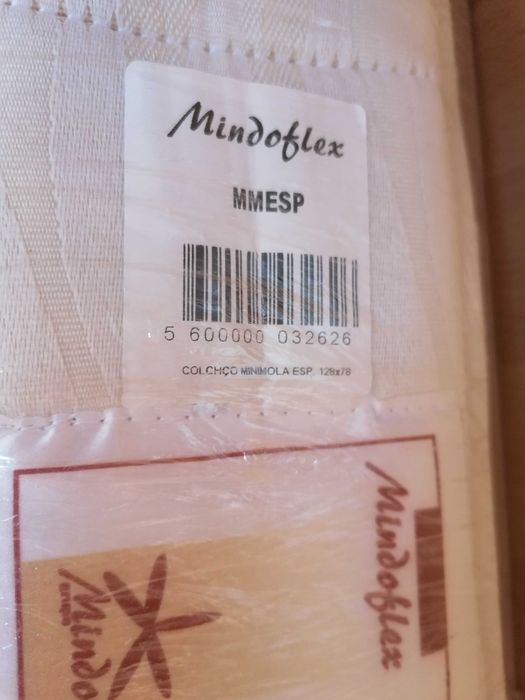 Mindoflex
MMESP
5 600000 032626
COLCHÇO MINIMOLA ESP. 128x78
Mindoflex
Mindo